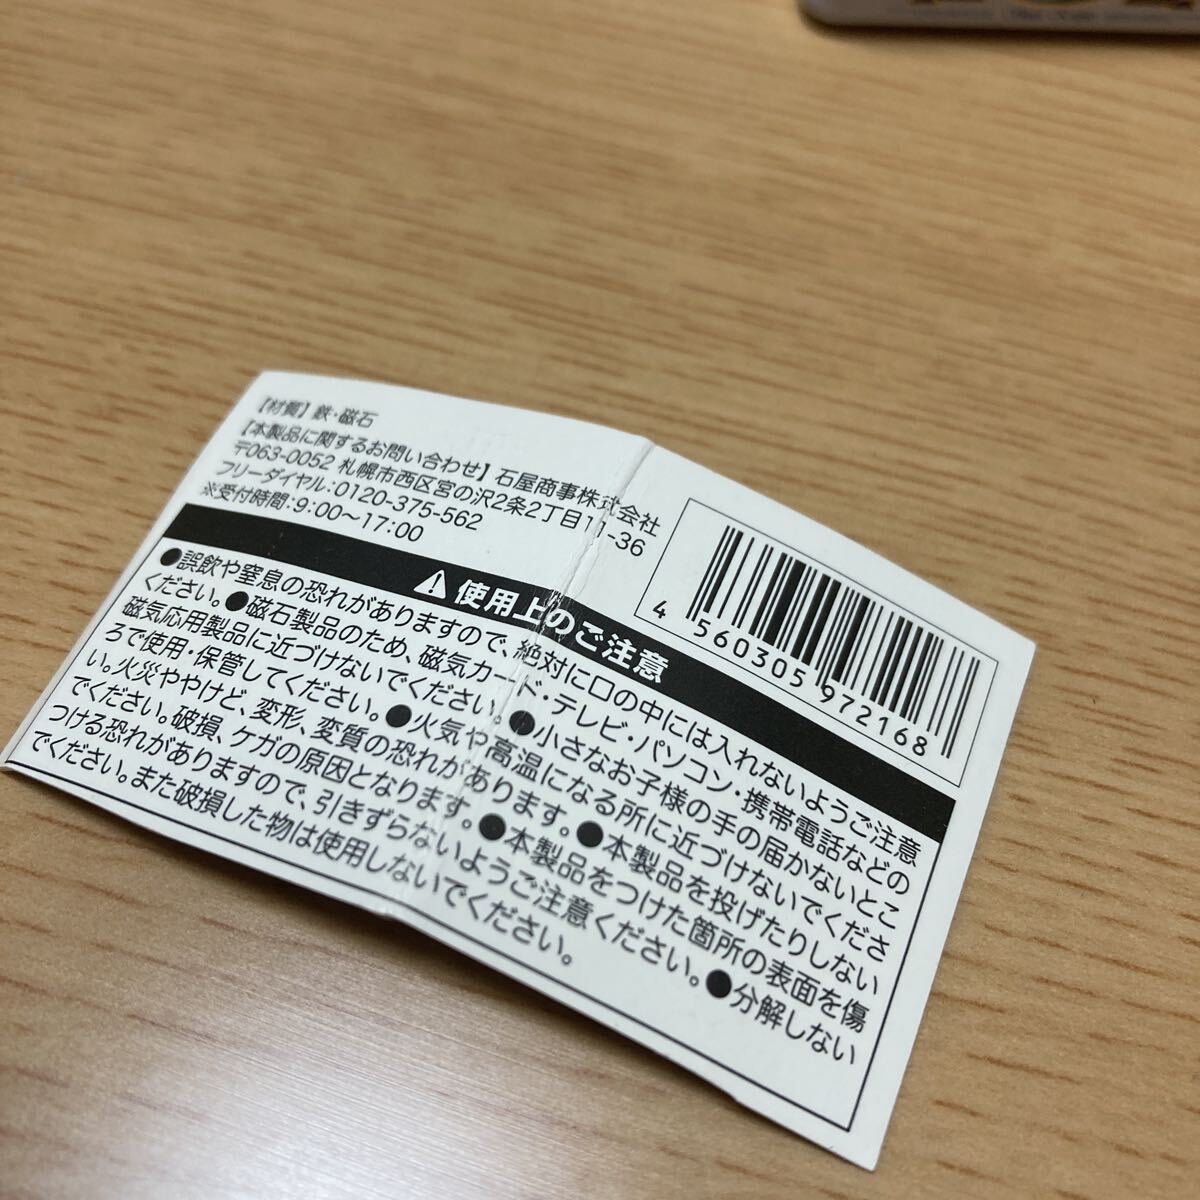 【材質】鉄・磁石
【本製品に関するお問い合わせ】石屋商事株式会社
〒063-0052 札幌市西区宮の沢2条2丁目11-36
フリーダイヤル:0120-375-562
※受付時間:9:00～17:00
4 560305 972168
使用上のご注意
●誤飲や窒息の恐れがありますので、絶対に口の中には入れないようご注意
ください。●磁石製品のため、磁気カード・テレビ・パソコン・携帯電話などの
磁気応用製品に近づけないでください。●小さなお子様の手の届かないとこ
ろで使用・保管してください。●火気や高温になる所に近づけないでくださ
い。火災ややけど、変形、変質の恐れがあります。●本製品を投げたりしない
でください。破損、ケガの原因となります。●本製品をつけた箇所の表面を傷
つける恐れがありますので、引きずらないようご注意ください。●分解しない
でください。また破損した物は使用しないでください。